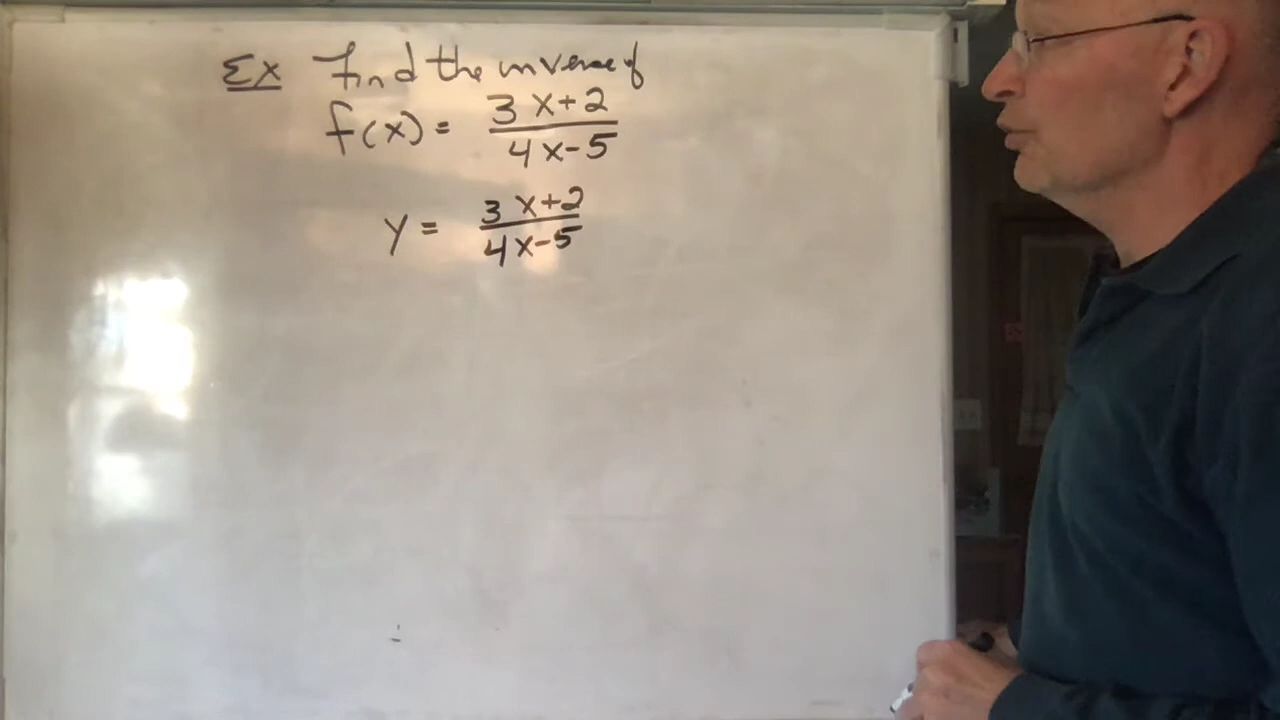 Ex Find the inverse of
f(x) = 3x+2 / 4x-5
y = 3x+2 / 4x-5